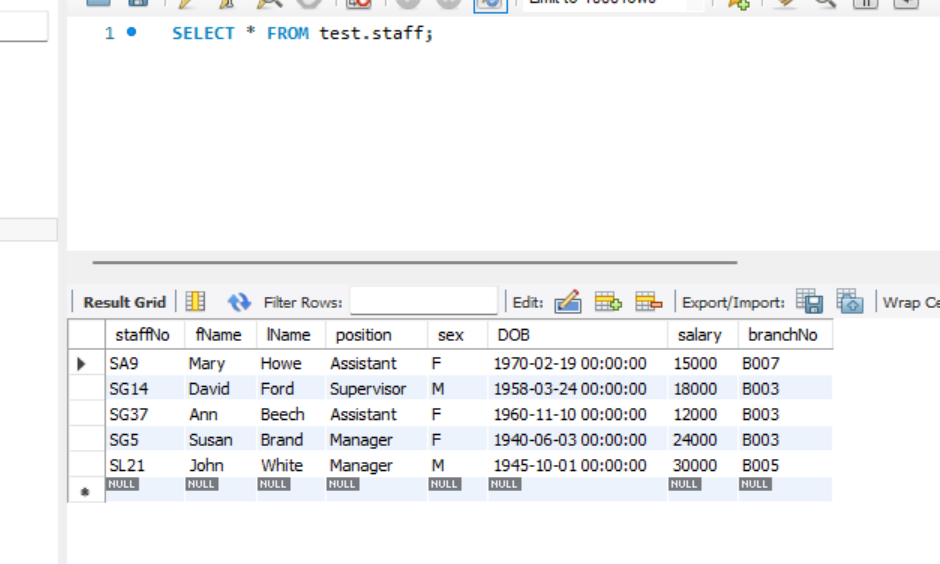 1 SELECT * FROM test.staff;
Result Grid Filter Rows: Edit: Export/Import: Wrap
staffNo fName lName position sex DOB salary branchNo
SA9 Mary Howe Assistant F 1970-02-19 00:00:00 15000 B007
SG14 David Ford Supervisor M 1958-03-24 00:00:00 18000 B003
SG37 Ann Beech Assistant F 1960-11-10 00:00:00 12000 B003
SG5 Susan Brand Manager F 1940-06-03 00:00:00 24000 B003
SL21 John White Manager M 1945-10-01 00:00:00 30000 B005
NULL NULL NULL NULL NULL NULL NULL NULL